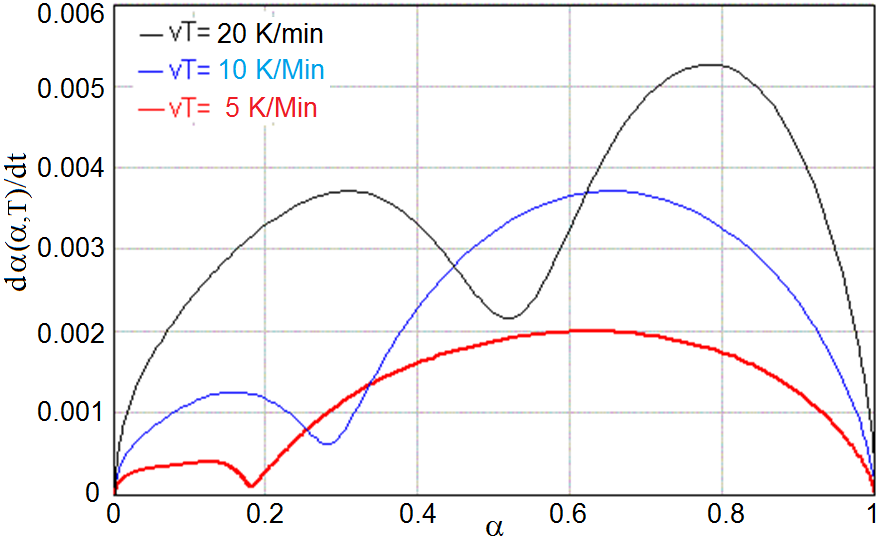 0.006
0.005
0.004
0.003
0.002
0.001
0
dα(α,T)/dt
vT= 20 K/min
vT= 10 K/Min
vT= 5 K/Min
0 0.2 0.4 0.6 0.8 1
α